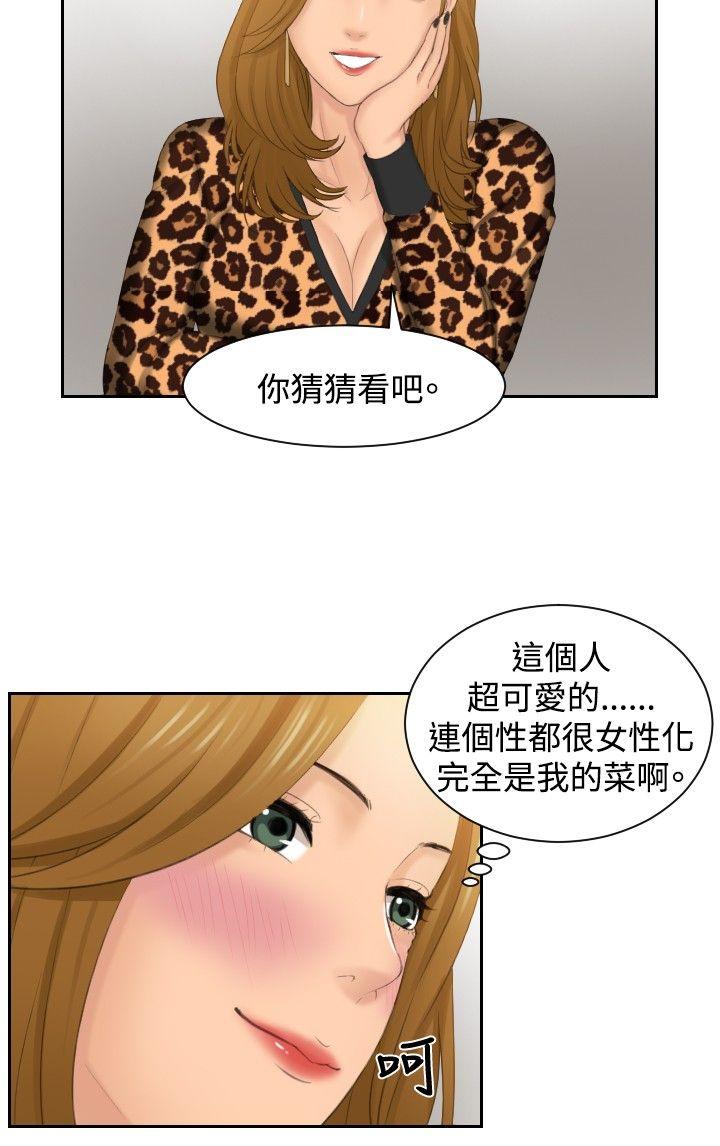 你猜猜看吧。
這個人
超可愛的......
連個性都很女性化
完全是我的菜啊。
呵